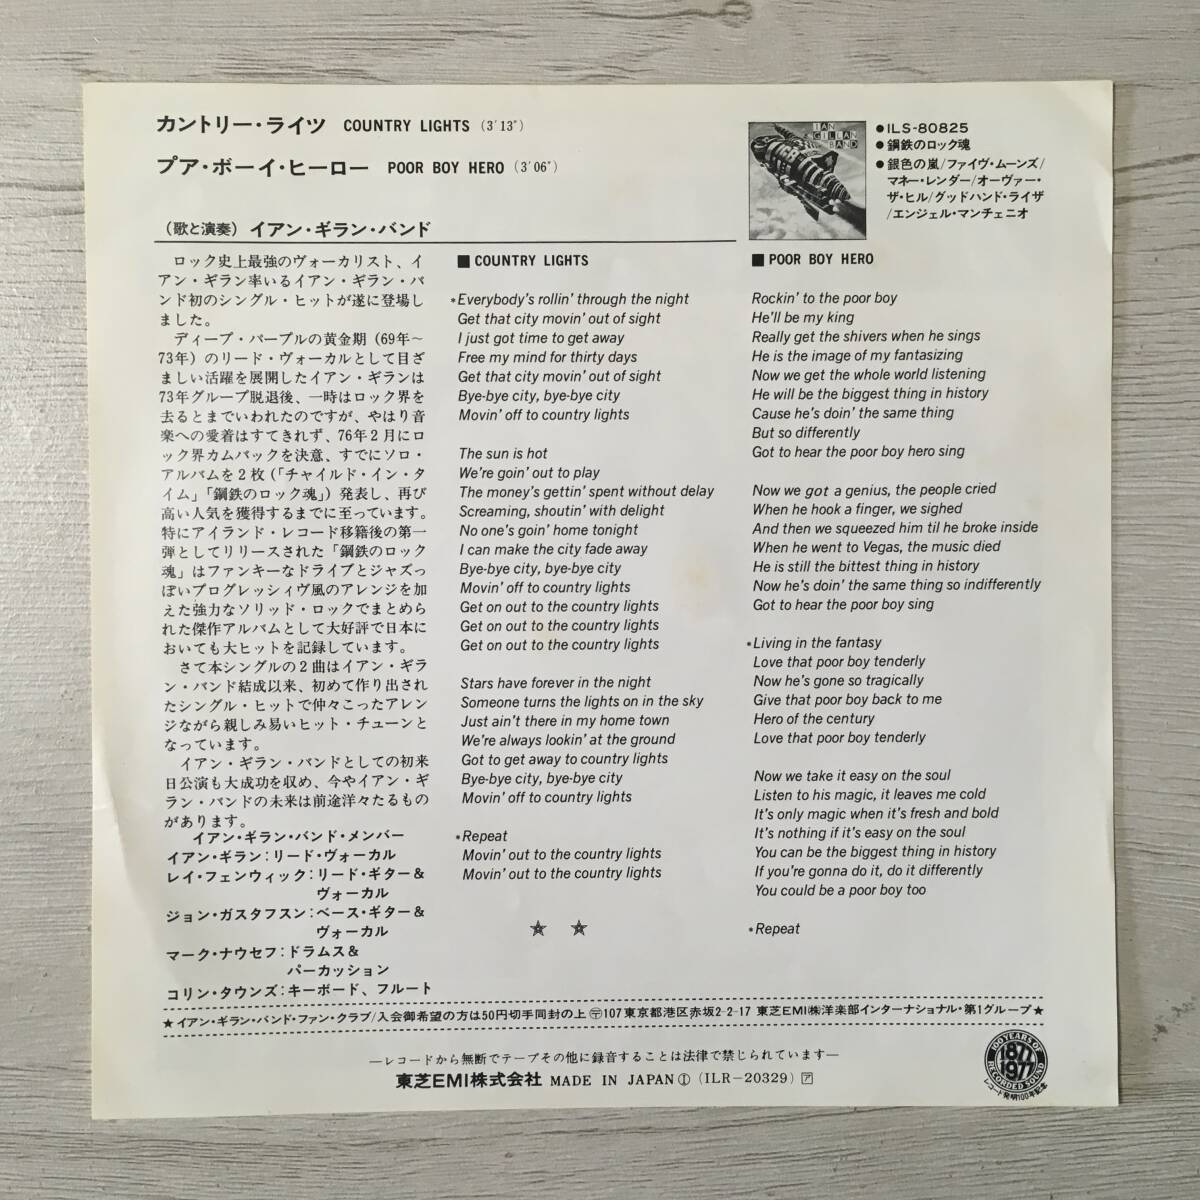 カントリー・ライツ COUNTRY LIGHTS (3′13″)
プア・ボーイ・ヒーロー POOR BOY HERO (3′06″)
(歌と演奏) イアン・ギラン・バンド
IAN
GILLAN
BAND
●ILS-80825
●鋼鉄のロック魂
●銀色の嵐/ファイヴ・ムーンズ/
マネー・レンダー/オーヴァー・
ザ・ヒル/グッドハンド・ライザ
/エンジェル・マンチェニオ
ロック史上最強のヴォーカリスト、イ
アン・ギラン率いるイアン・ギラン・バ
ンド初のシングル・ヒットが遂に登場し
ました。
ディープ・パープルの黄金期(69年〜
73年)のリード・ヴォーカルとして目ざ
ましい活躍を展開したイアン・ギランは
73年グループ脱退後、一時はロック界を
去るとまでいわれたのですが、やはり音
楽への愛着はすてきれず、76年2月にロ
ック界カムバックを決意、すでにソロ・
アルバムを2枚(「チャイルド・イン・タ
イム」「鋼鉄のロック魂」)発表し、再び
高い人気を獲得するまでに至っています。
特にアイランド・レコード移籍後の第一
弾としてリリースされた「鋼鉄のロック
魂」はファンキーなドライブとジャズっ
ぽいプログレッシィヴ風のアレンジを加
えた強力なソリッド・ロックでまとめら
れた傑作アルバムとして大好評で日本に
おいても大ヒットを記録しています。
さて本シングルの2曲はイアン・ギラ
ン・バンド結成以来、初めて作り出され
たシングル・ヒットで仲々こったアレン
ジながら親しみ易いヒット・チューンと
なっています。
イアン・ギラン・バンドとしての初来
日公演も大成功を収め、今やイアン・ギ
ラン・バンドの未来は前途洋々たるもの
があります。
イアン・ギラン・バンド・メンバー
イアン・ギラン:リード・ヴォーカル
レイ・フェンウィック:リード・ギター&
ヴォーカル
ジョン・ガスタフスン:ベース・ギター&
ヴォーカル
マーク・ナウセフ:ドラムス&
パーカッション
コリン・タウンズ:キーボード、フルート
■ COUNTRY LIGHTS
*Everybody's rollin' through the night
Get that city movin' out of sight
I just got time to get away
Free my mind for thirty days
Get that city movin' out of sight
Bye-bye city, bye-bye city
Movin' off to country lights
The sun is hot
We're goin' out to play
The money's gettin' spent without delay
Screaming, shoutin' with delight
No one's goin' home tonight
I can make the city fade away
Bye-bye city, bye-bye city
Movin' off to country lights
Get on out to the country lights
Get on out to the country lights
Get on out to the country lights
Stars have forever in the night
Someone turns the lights on in the sky
Just ain't there in my home town
We're always lookin' at the ground
Got to get away to country lights
Bye-bye city, bye-bye city
Movin' off to country lights
*Repeat
Movin' out to the country lights
Movin' out to the country lights
■ POOR BOY HERO
Rockin' to the poor boy
He'll be my king
Really get the shivers when he sings
He is the image of my fantasizing
Now we get the whole world listening
He will be the biggest thing in history
Cause he's doin' the same thing
But so differently
Got to hear the poor boy hero sing
Now we got a genius, the people cried
When he hook a finger, we sighed
And then we squeezed him til he broke inside
When he went to Vegas, the music died
He is still the bittest thing in history
Now he's doin' the same thing so indifferently
Got to hear the poor boy sing
*Living in the fantasy
Love that poor boy tenderly
Now he's gone so tragically
Give that poor boy back to me
Hero of the century
Love that poor boy tenderly
Now we take it easy on the soul
Listen to his magic, it leaves me cold
It's only magic when it's fresh and bold
It's nothing if it's easy on the soul
You can be the biggest thing in history
If you're gonna do it, do it differently
You could be a poor boy too
*Repeat
★イアン・ギラン・バンド・ファン・クラブ/入会御希望の方は50円切手同封の上 〒107東京都港区赤坂2-2-17 東芝EMI㈱洋楽部インターナショナル・第1グループ★
—レコードから無断でテープその他に録音することは法律で禁じられています—
東芝EMI株式会社 MADE IN JAPAN Ⓘ (ILR-20329) ア
100 YEARS OF
1877
1977
RECORDED SOUND
レコード発明100年記念